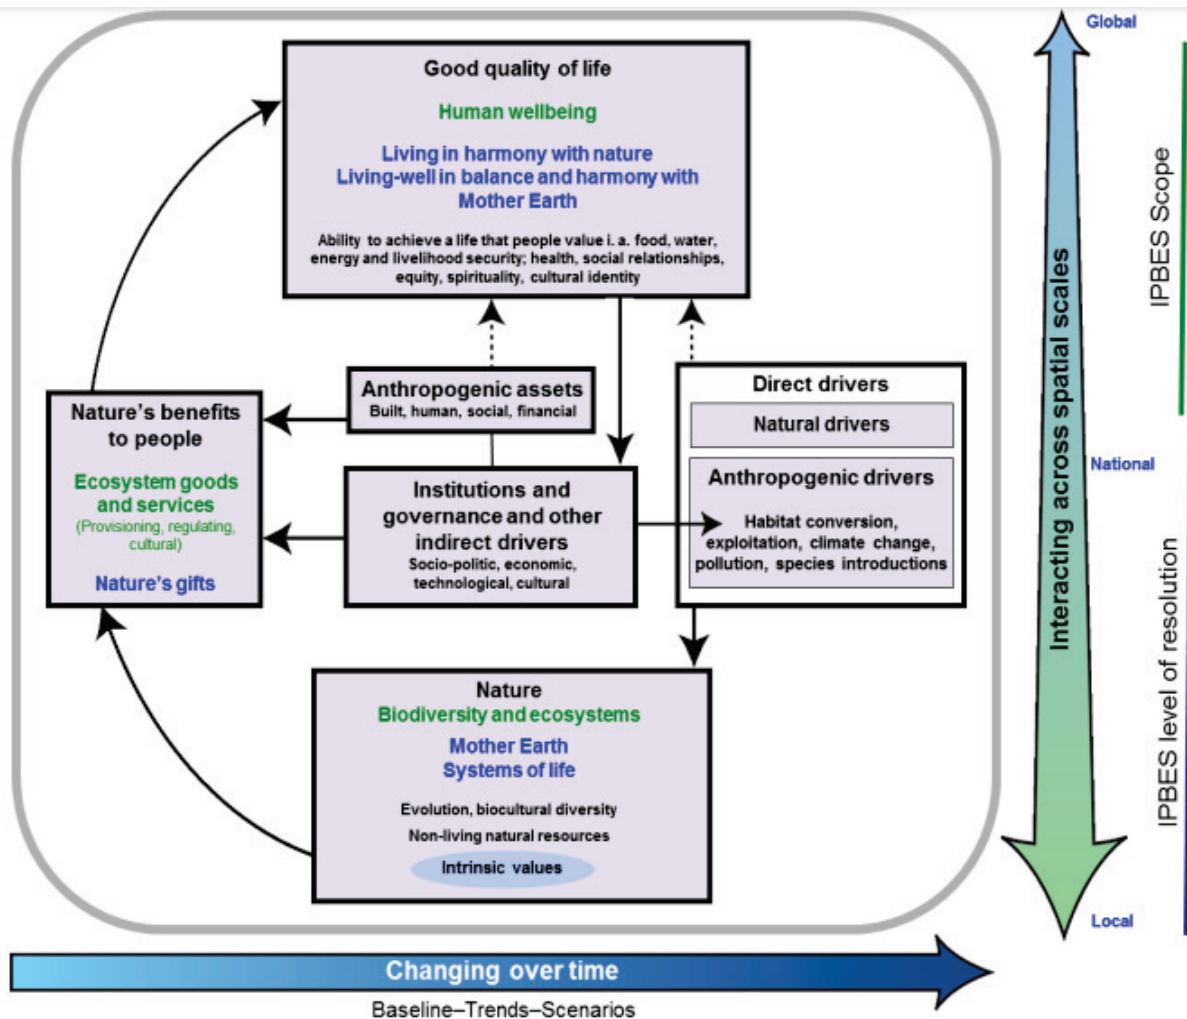 Good quality of life
Human wellbeing
Living in harmony with nature
Living-well in balance and harmony with
Mother Earth
Ability to achieve a life that people value i. a. food, water,
energy and livelihood security; health, social relationships,
equity, spirituality, cultural identity
Anthropogenic assets
Built, human, social, financial
Nature's benefits
to people
Ecosystem goods
and services
(Provisioning, regulating,
cultural)
Nature's gifts
Institutions and
governance and other
indirect drivers
Socio-politic, economic,
technological, cultural
Direct drivers
Natural drivers
Anthropogenic drivers
Habitat conversion,
exploitation, climate change,
pollution, species introductions
Nature
Biodiversity and ecosystems
Mother Earth
Systems of life
Evolution, biocultural diversity
Non-living natural resources
Intrinsic values
Changing over time
Baseline–Trends–Scenarios
Global
National
Local
Interacting across spatial scales
IPBES Scope
IPBES level of resolution